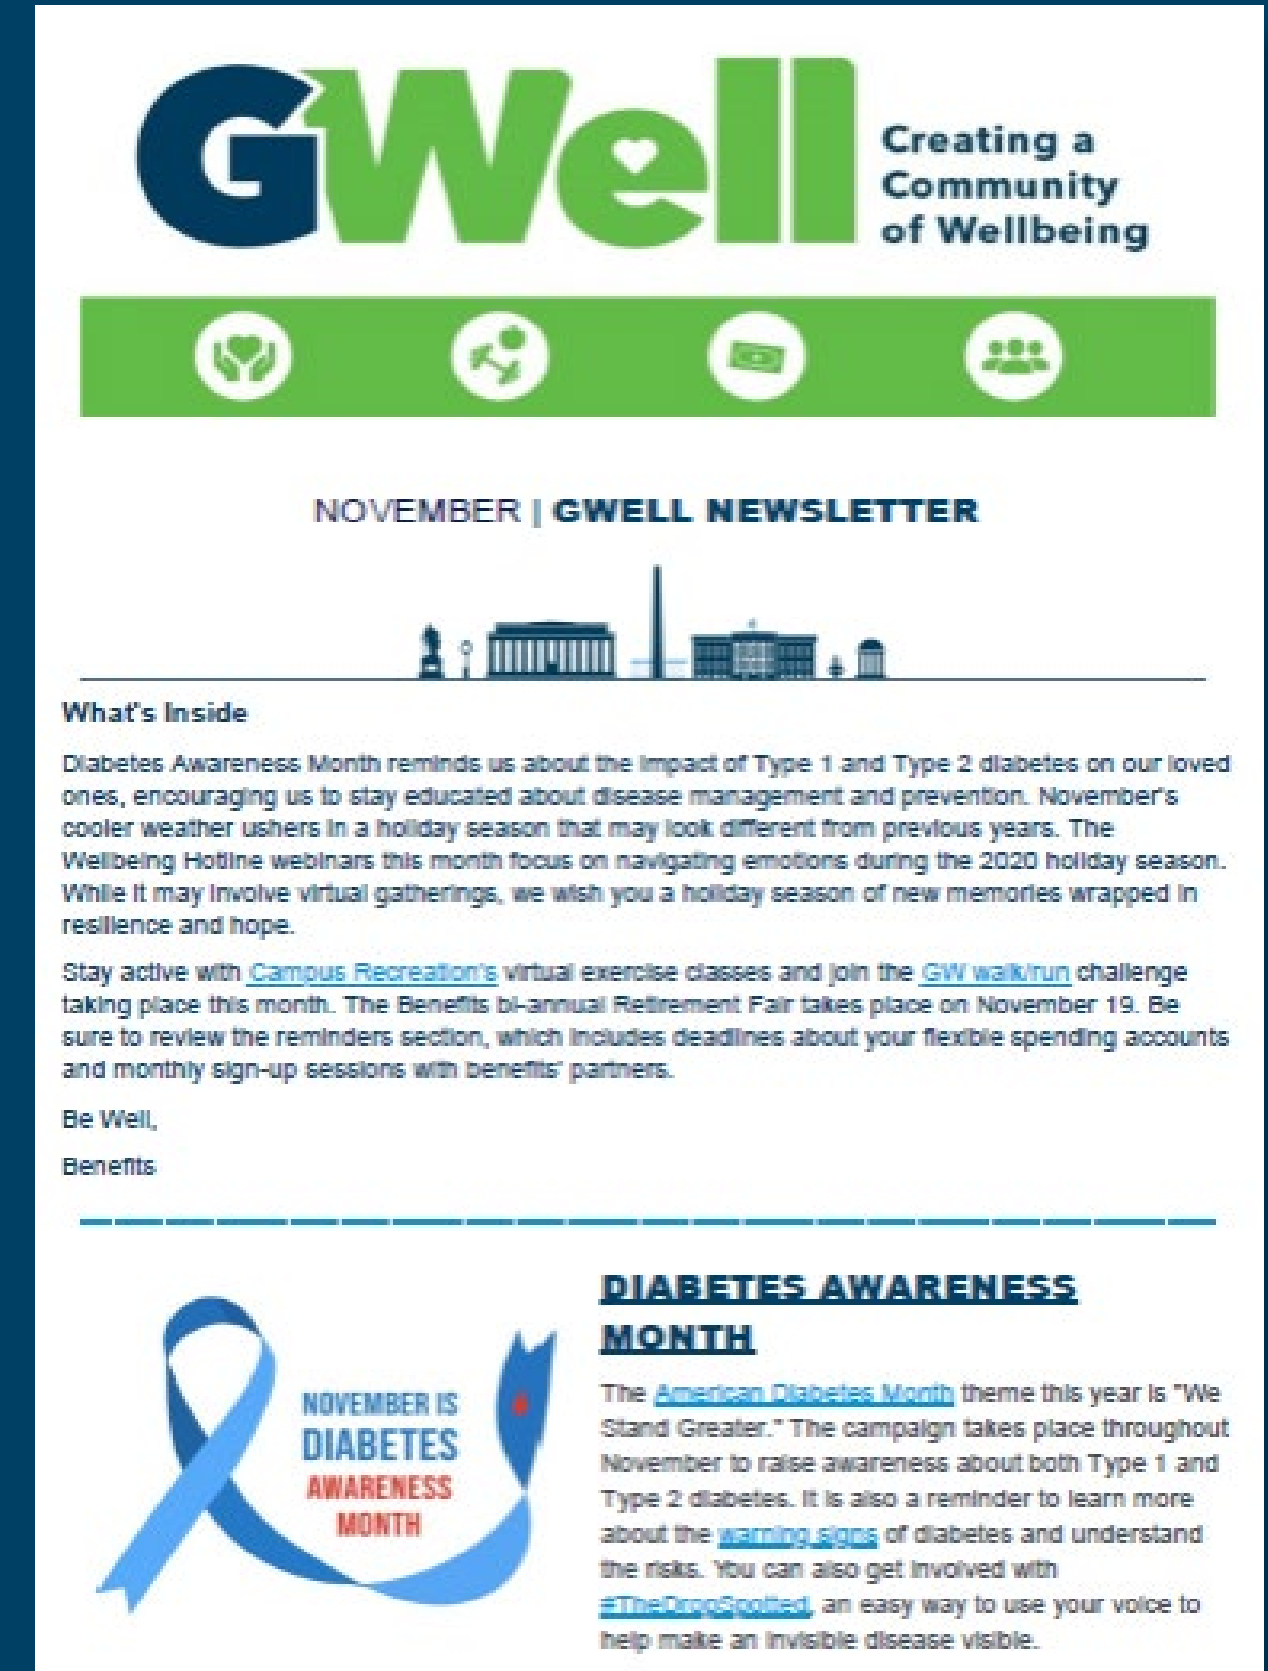 GWell
Creating a
Community
of Wellbeing
NOVEMBER | GWELL NEWSLETTER
What's Inside
Diabetes Awareness Month reminds us about the impact of Type 1 and Type 2 diabetes on our loved
ones, encouraging us to stay educated about disease management and prevention. November's
cooler weather ushers in a holiday season that may look different from previous years. The
Wellbeing Hotline webinars this month focus on navigating emotions during the 2020 holiday season.
While it may involve virtual gatherings, we wish you a holiday season of new memories wrapped in
resilience and hope.
Stay active with Campus Recreation's virtual exercise classes and join the GW walk/run challenge
taking place this month. The Benefits bi-annual Retirement Fair takes place on November 19. Be
sure to review the reminders section, which includes deadlines about your flexible spending accounts
and monthly sign-up sessions with benefits' partners.
Be Well,
Benefits
NOVEMBER IS
DIABETES
AWARENESS
MONTH
DIABETES AWARENESS
MONTH
The American Diabetes Month theme this year is "We
Stand Greater." The campaign takes place throughout
November to raise awareness about both Type 1 and
Type 2 diabetes. It is also a reminder to learn more
about the warning signs of diabetes and understand
the risks. You can also get involved with
#TheDropSpotted, an easy way to use your voice to
help make an invisible disease visible.